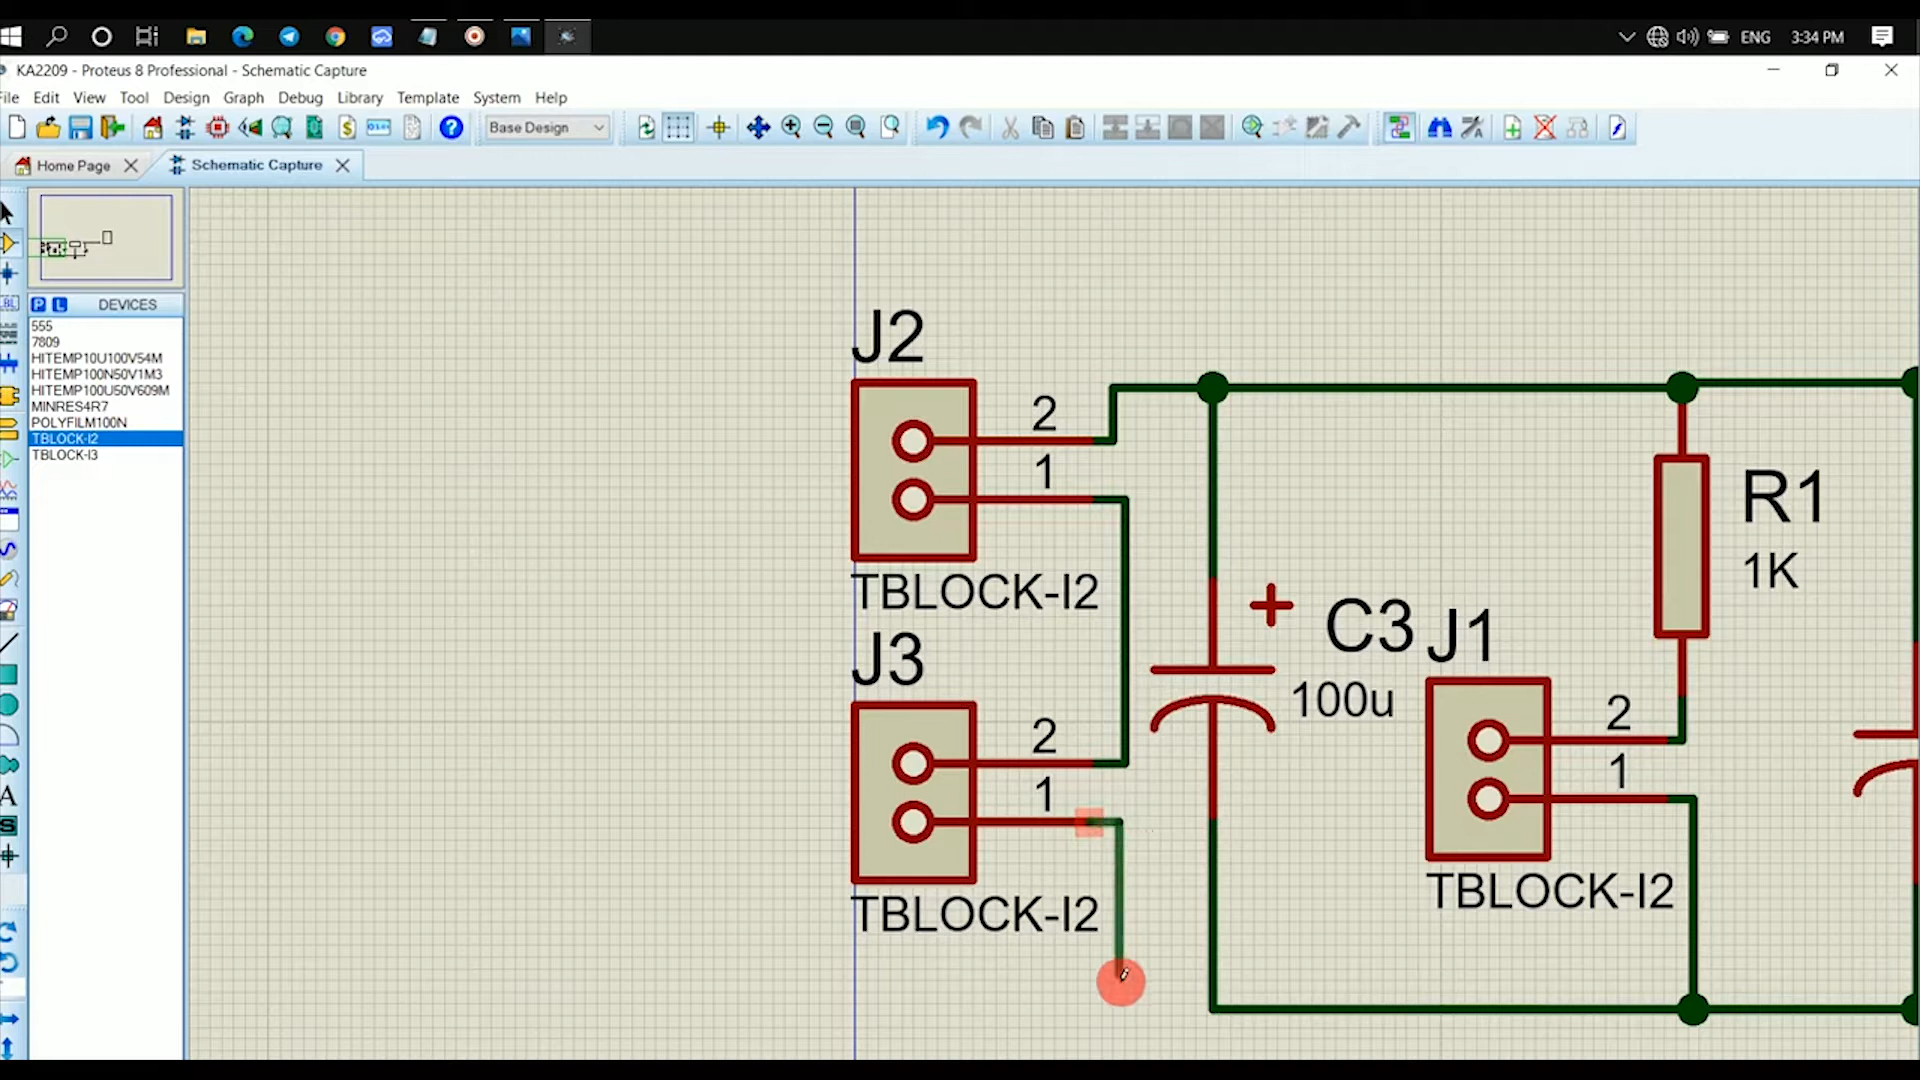 ENG 3:34 PM
KA2209 - Proteus 8 Professional - Schematic Capture
File Edit View Tool Design Graph Debug Library Template System Help
Base Design
Home Page Schematic Capture
P L DEVICES
555
7809
HITEMP10U100V54M
HITEMP100N50V1M3
HITEMP100U50V609M
MINRES4R7
POLYFILM100N
TBLOCK-I2
TBLOCK-I3
J2
2
1
TBLOCK-I2
J3
2
1
TBLOCK-I2
C3
100u
J1
2
1
TBLOCK-I2
R1
1K